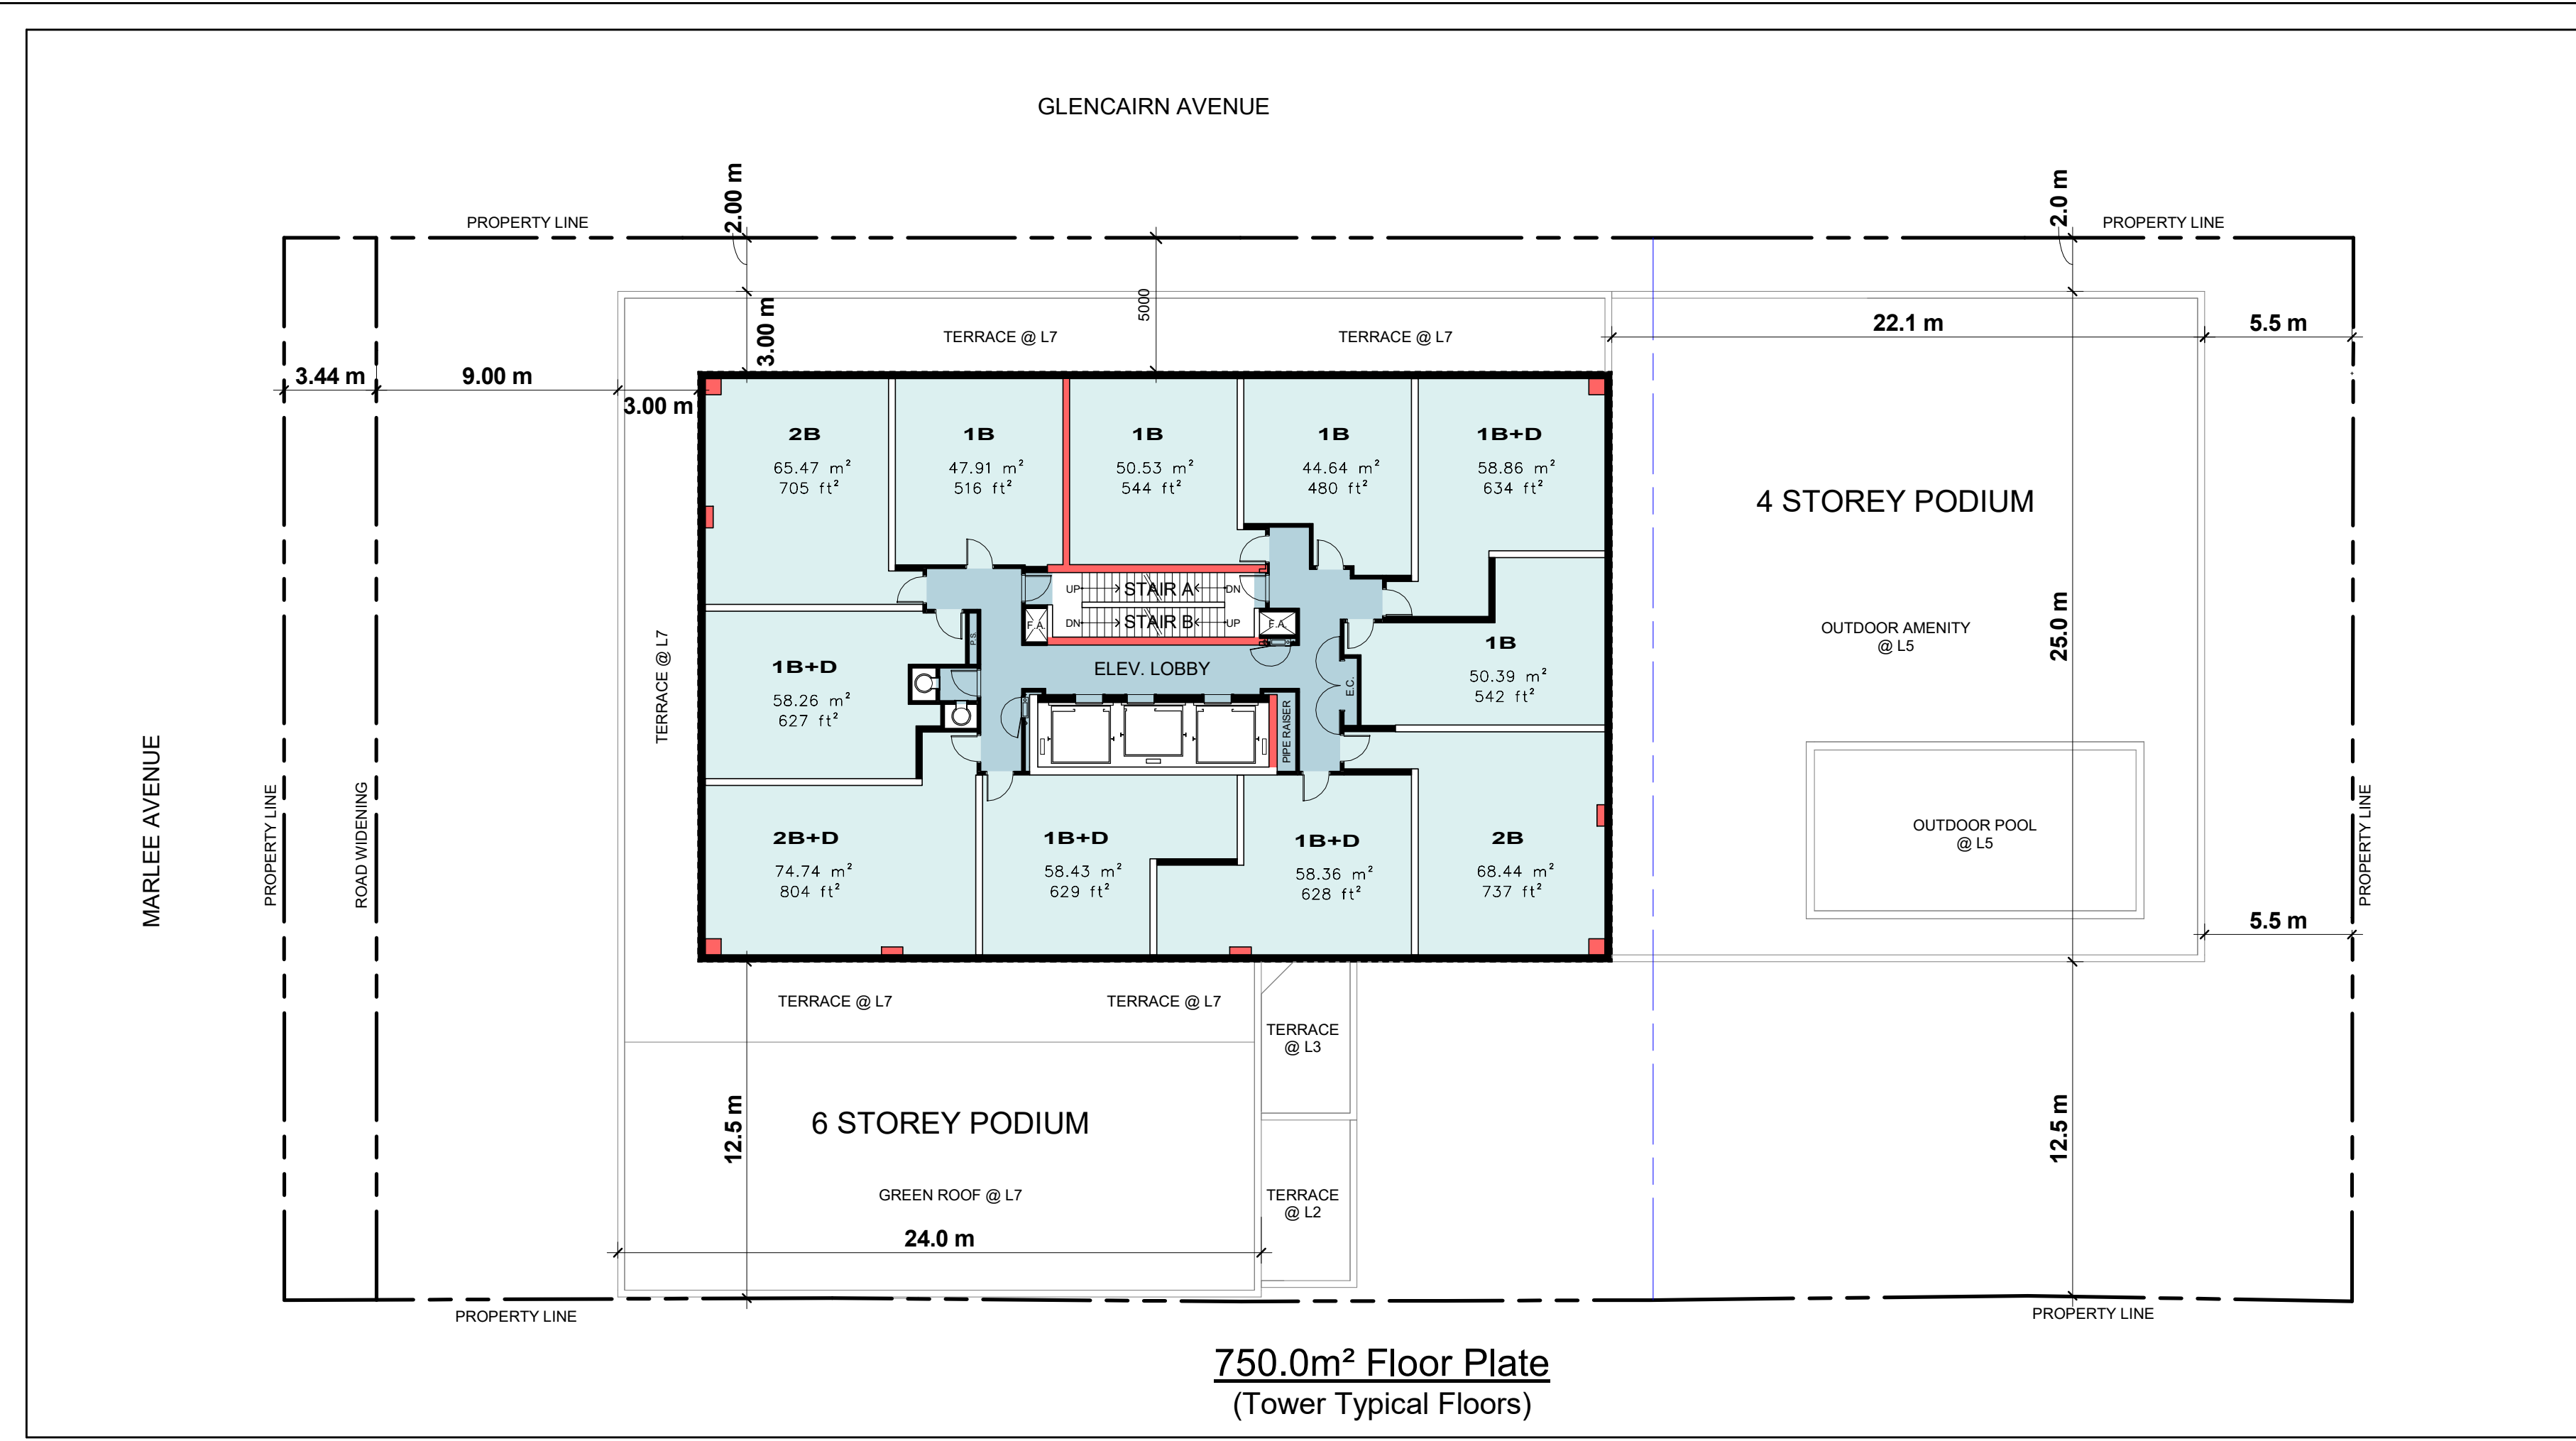 GLENCAIRN AVENUE
2.00 m
2.0 m
PROPERTY LINE
PROPERTY LINE
5000
3.00 m
TERRACE @ L7
TERRACE @ L7
22.1 m
5.5 m
3.44 m
9.00 m
3.00 m
2B
65.47 m²
705 ft²
1B
47.91 m²
516 ft²
1B
50.53 m²
544 ft²
1B
44.64 m²
480 ft²
1B+D
58.86 m²
634 ft²
4 STOREY PODIUM
UP
STAIR A
DN
F.A.
DN
STAIR B
UP
F.A.
P.S.
ELEV. LOBBY
E.C.
PIPE RAISER
TERRACE @ L7
1B+D
58.26 m²
627 ft²
1B
50.39 m²
542 ft²
OUTDOOR AMENITY
@ L5
25.0 m
MARLEE AVENUE
PROPERTY LINE
ROAD WIDENING
2B+D
74.74 m²
804 ft²
1B+D
58.43 m²
629 ft²
1B+D
58.36 m²
628 ft²
2B
68.44 m²
737 ft²
OUTDOOR POOL
@ L5
PROPERTY LINE
5.5 m
TERRACE @ L7
TERRACE @ L7
TERRACE
@ L3
12.5 m
6 STOREY PODIUM
12.5 m
GREEN ROOF @ L7
TERRACE
@ L2
24.0 m
PROPERTY LINE
PROPERTY LINE
750.0m² Floor Plate
(Tower Typical Floors)